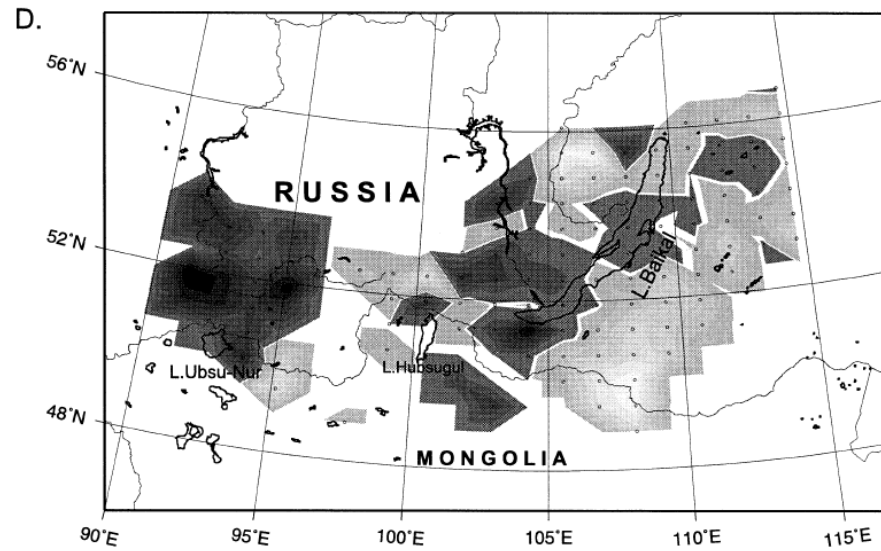 D.
56°N
RUSSIA
52°N
L.Baikal
L.Ubsu-Nur
L.Hubsugul
48°N
MONGOLIA
90°E
95°E
100°E
105°E
110°E
115°E